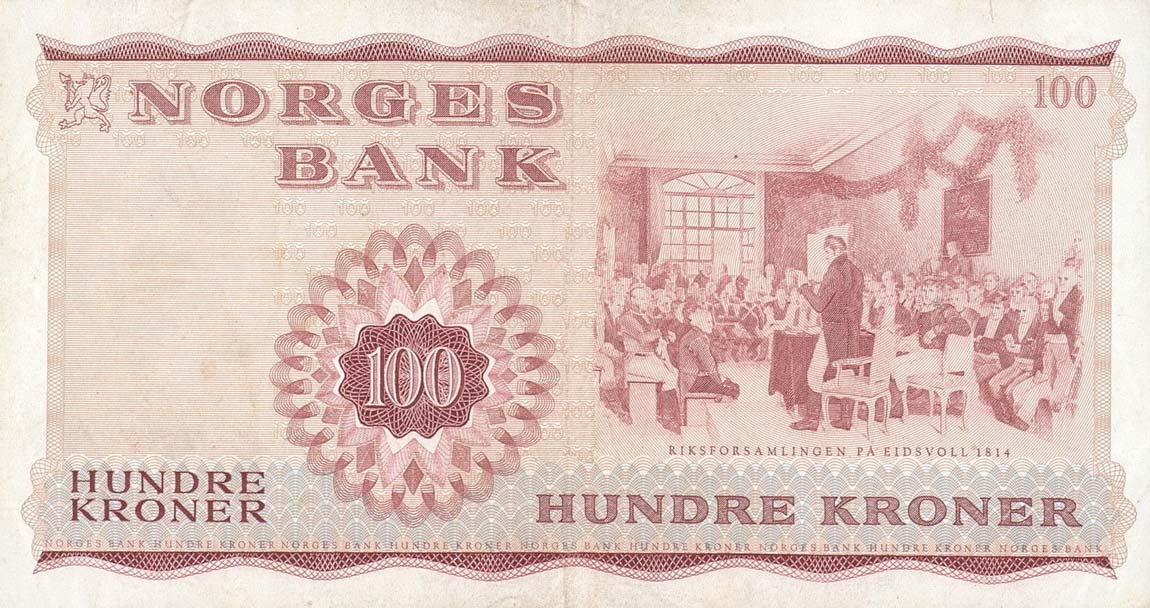 NORGES
BANK
100
100
RIKSFORSAMLINGEN PÅ EIDSVOLL 1814
HUNDRE
KRONER
HUNDRE KRONER
NORGES BANK HUNDRE KRONER NORGES BANK HUNDRE KRONER NORGES BANK HUNDRE KRONER NORGES BANK HUNDRE KRONER NORGES BANK